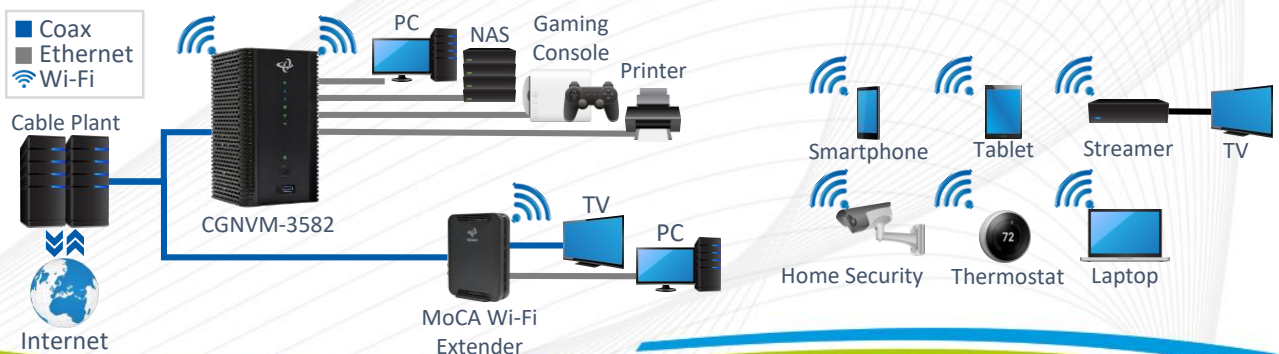 Coax
Ethernet
Wi-Fi
Cable Plant
Internet
CGNVM-3582
PC
NAS
Gaming
Console
Printer
MoCA Wi-Fi
Extender
TV
PC
Smartphone
Tablet
Streamer
TV
Home Security
72
Thermostat
Laptop